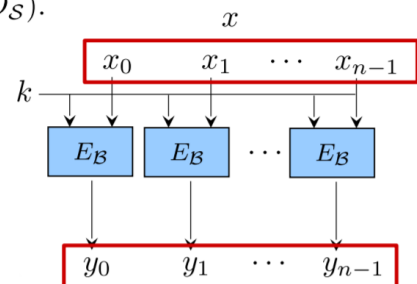 𝒮).
x
x₀ x₁ ⋯ xₙ₋₁
k
E_ℬ E_ℬ ⋯ E_ℬ
y₀ y₁ ⋯ yₙ₋₁